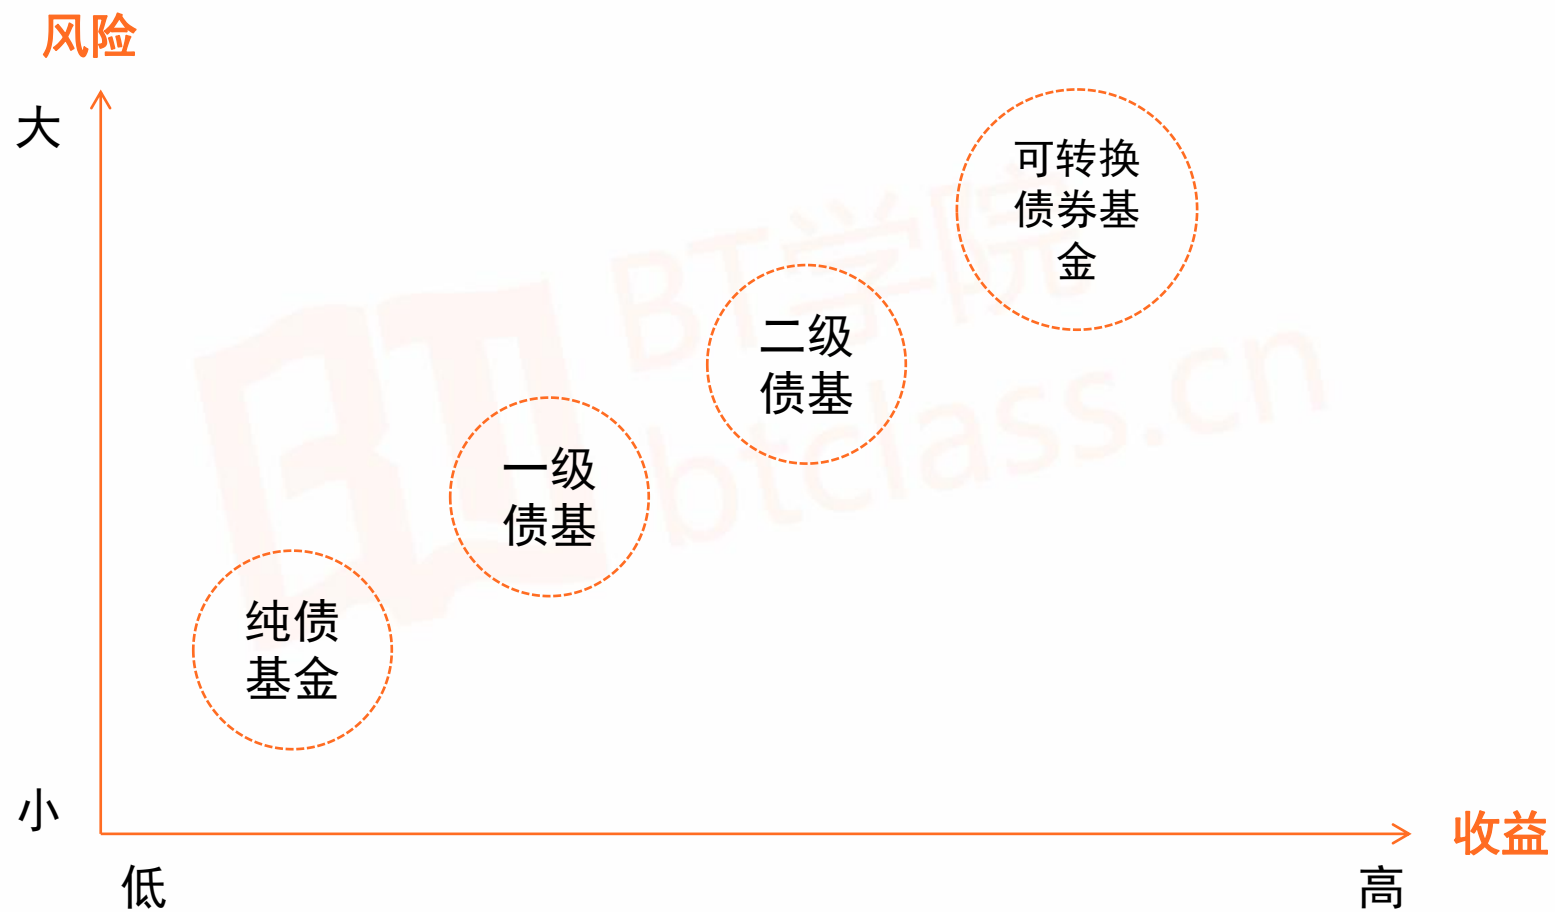 风险
大
可转换
债券基
金
二级
债基
一级
债基
纯债
基金
小
收益
低
高
BT学院
btclass.cn